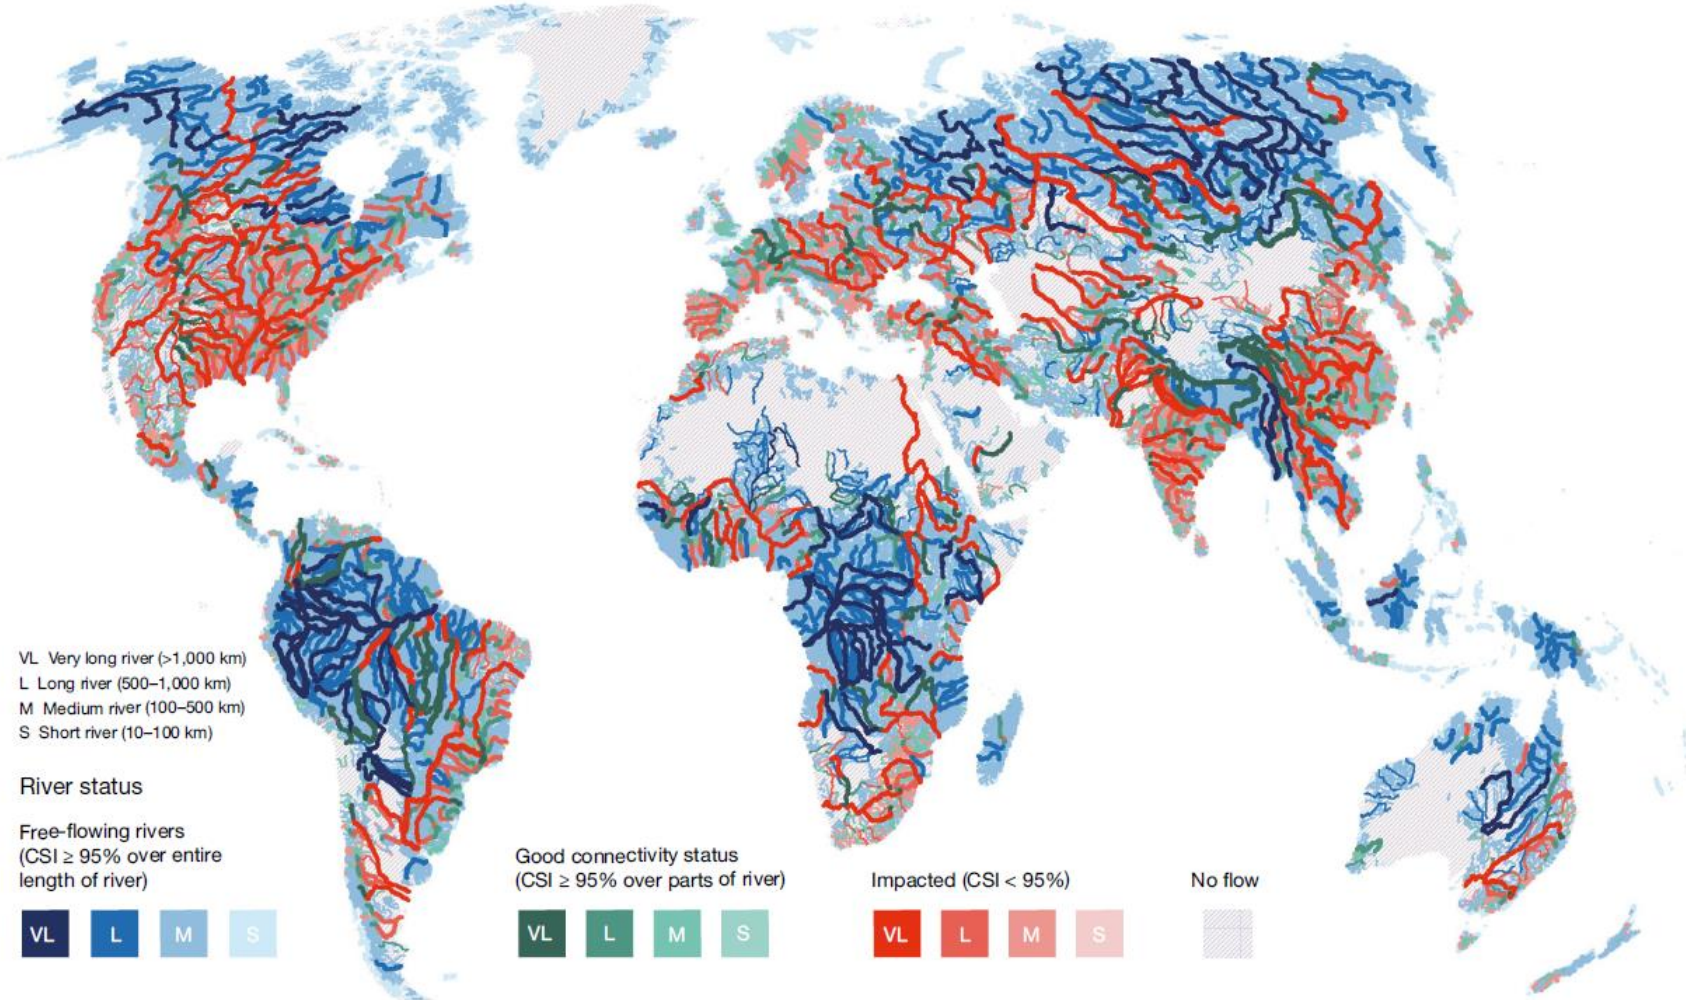 VL Very long river (>1,000 km)
L Long river (500–1,000 km)
M Medium river (100–500 km)
S Short river (10–100 km)
River status
Free-flowing rivers
(CSI ≥ 95% over entire
length of river)
VL L M S
Good connectivity status
(CSI ≥ 95% over parts of river)
VL L M S
Impacted (CSI < 95%)
VL L M S
No flow